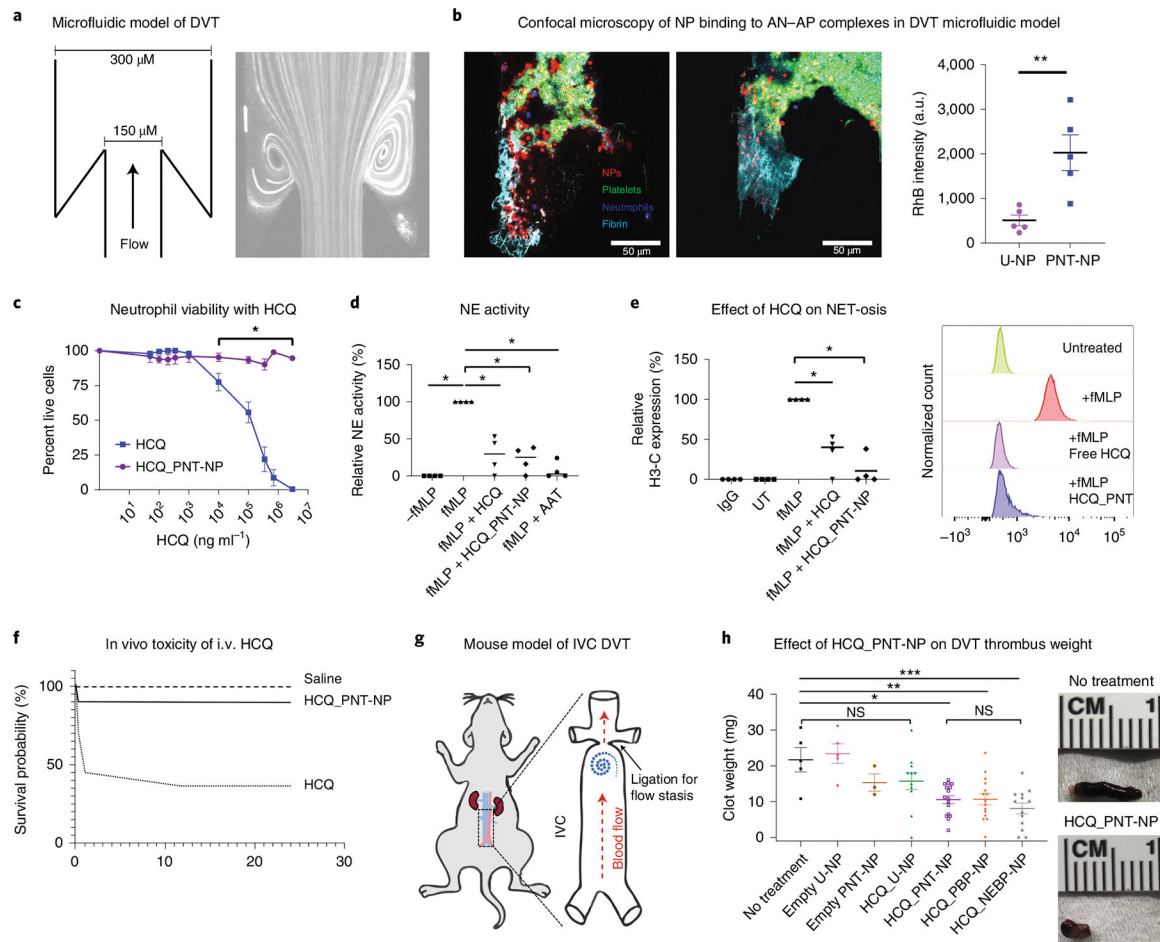 a
Microfluidic model of DVT
300 µM
150 µM
Flow
b
Confocal microscopy of NP binding to AN–AP complexes in DVT microfluidic model
NPs
Platelets
Neutrophils
Fibrin
50 µm
50 µm
**
4,000
3,000
2,000
1,000
0
RhB intensity (a.u.)
U-NP
PNT-NP
c
Neutrophil viability with HCQ
*
100
75
50
25
0
Percent live cells
HCQ
HCQ_PNT-NP
10¹
10²
10³
10⁴
10⁵
10⁶
10⁷
HCQ (ng ml⁻¹)
d
NE activity
*
*
*
*
150
100
50
0
Relative NE activity (%)
–fMLP
fMLP
fMLP + HCQ
fMLP + HCQ_PNT-NP
fMLP + AAT
e
Effect of HCQ on NET-osis
*
*
150
100
50
0
Relative
H3-C expression (%)
IgG
UT
fMLP
fMLP + HCQ
fMLP + HCQ_PNT-NP
Normalized count
Untreated
+fMLP
+fMLP
Free HCQ
+fMLP
HCQ_PNT
−10³
10³
10⁴
10⁵
f
In vivo toxicity of i.v. HCQ
100
50
0
Survival probability (%)
Saline
HCQ_PNT-NP
HCQ
0
10
20
30
g
Mouse model of IVC DVT
IVC
Blood flow
Ligation for
flow stasis
h
Effect of HCQ_PNT-NP on DVT thrombus weight
***
**
*
NS
NS
40
30
20
10
0
Clot weight (mg)
No treatment
Empty U-NP
Empty PNT-NP
HCQ_U-NP
HCQ_PNT-NP
HCQ_PBP-NP
HCQ_NEBP-NP
No treatment
CM 1
HCQ_PNT-NP
CM 1